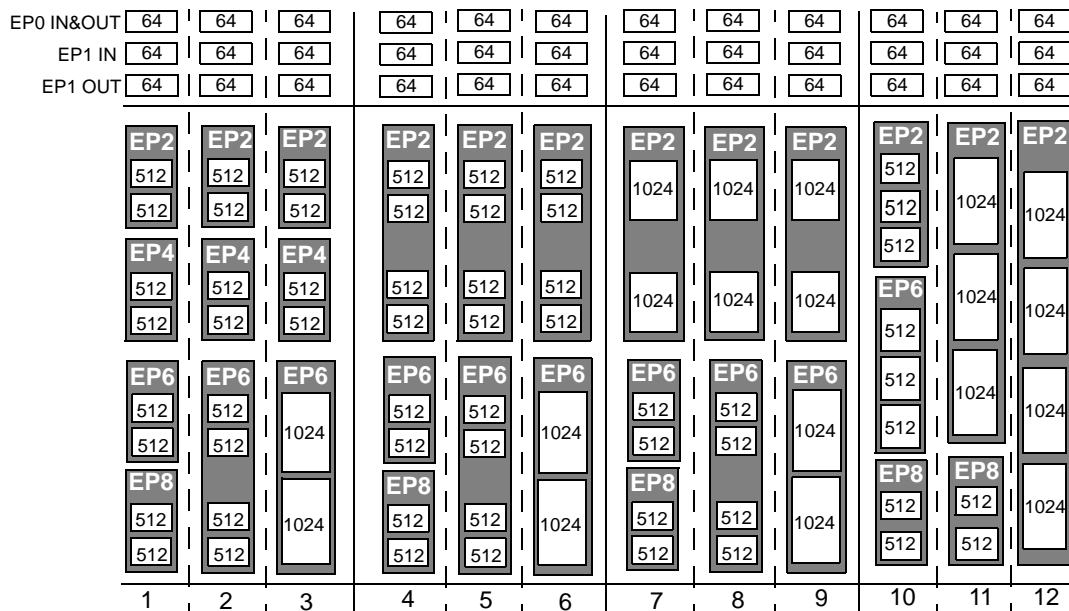 EP0 IN&OUT 64 64 64 64 64 64 64 64 64 64 64 64
EP1 IN 64 64 64 64 64 64 64 64 64 64 64 64
EP1 OUT 64 64 64 64 64 64 64 64 64 64 64 64
EP2 EP2 EP2 EP2 EP2 EP2 EP2 EP2 EP2 EP2 EP2 EP2
512 512 512 512 512 512 1024 1024 1024 512
512 512 512 512 512 512 512 1024 1024
EP4 EP4 EP4 512
512 512 512 512 512 512 1024 1024 1024 EP6 1024 1024
512 512 512 512 512 512 512
EP6 EP6 EP6 EP6 EP6 EP6 EP6 EP6 EP6 512 1024
512 512 512 512 512 512 1024
512 512 1024 512 512 1024 512 512 1024 512
EP8 EP8 EP8 EP8 EP8
512 512 1024 512 512 1024 512 512 1024 512 512 1024
512 512 512 512 512 512 512 512
1 2 3 4 5 6 7 8 9 10 11 12